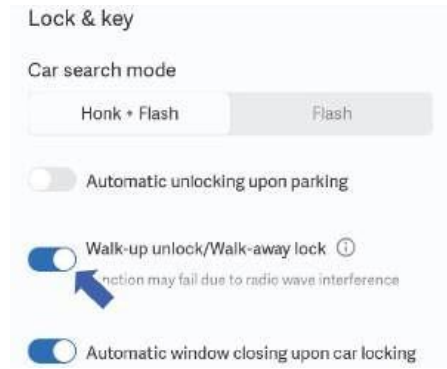 Lock & key
Car search mode
Honk + Flash Flash
Automatic unlocking upon parking
Walk-up unlock/Walk-away lock
may fail due to radio wave interference
Automatic window closing upon car locking